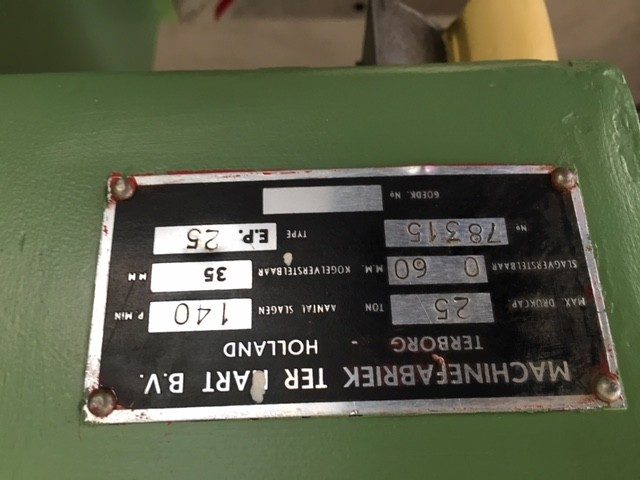 MACHINEFABRIEK TER B.V.
TERBORG - HOLLAND
MAX. DRUKCAP. 25 TON AANTAL SLAGEN 140 P. MIN
SLAGVERSTELBAAR 0 60 M.M. KOGELVERSTELBAAR 35 MM
No 78315 TYPE E.P. 25
GOEDK. No